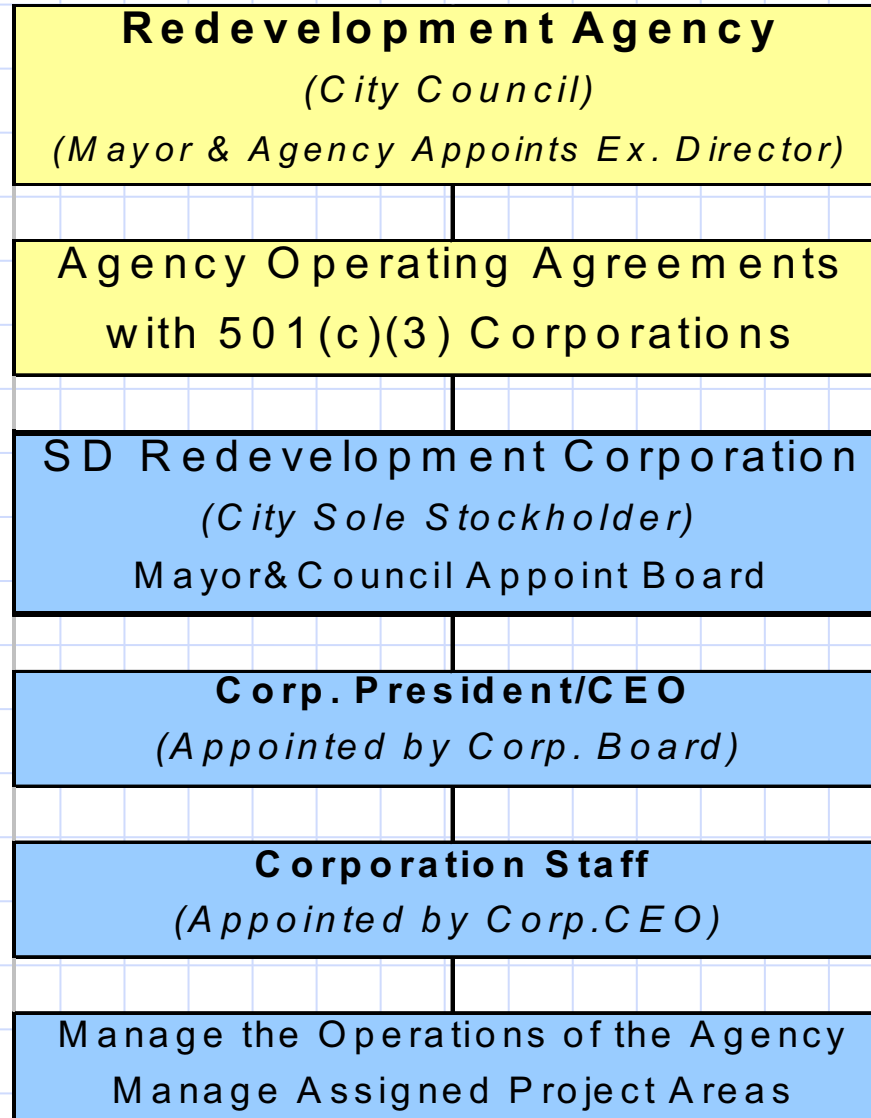 Redevelopment Agency
(City Council)
(Mayor & Agency Appoints Ex. Director)
Agency Operating Agreements
with 501(c)(3) Corporations
SD Redevelopment Corporation
(City Sole Stockholder)
Mayor& Council Appoint Board
Corp. President/CEO
(Appointed by Corp. Board)
Corporation Staff
(Appointed by Corp.CEO)
Manage the Operations of the Agency
Manage Assigned Project Areas